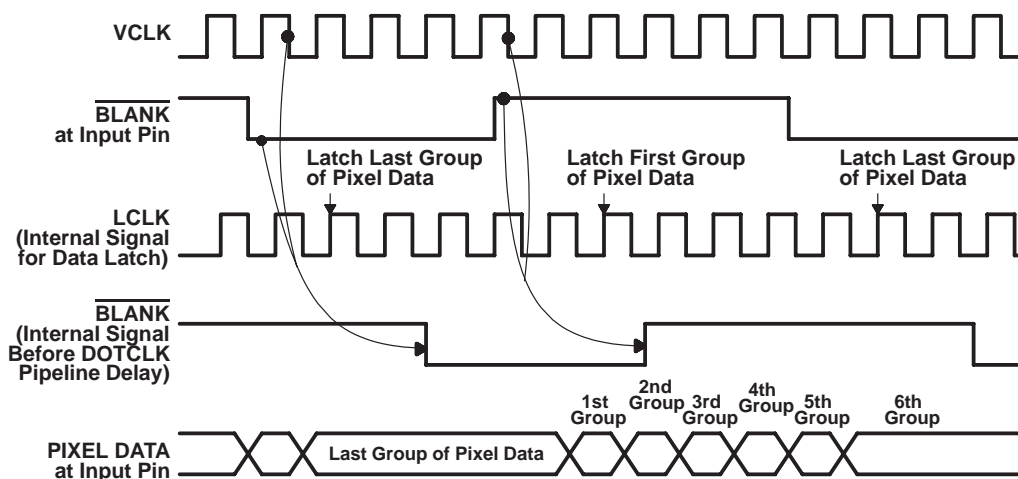 VCLK
BLANK
at Input Pin
Latch Last Group
of Pixel Data
Latch First Group
of Pixel Data
Latch Last Group
of Pixel Data
LCLK
(Internal Signal
for Data Latch)
BLANK
(Internal Signal
Before DOTCLK
Pipeline Delay)
1st
Group
2nd
Group
3rd
Group
4th
Group
5th
Group
6th
Group
PIXEL DATA
at Input Pin
Last Group of Pixel Data